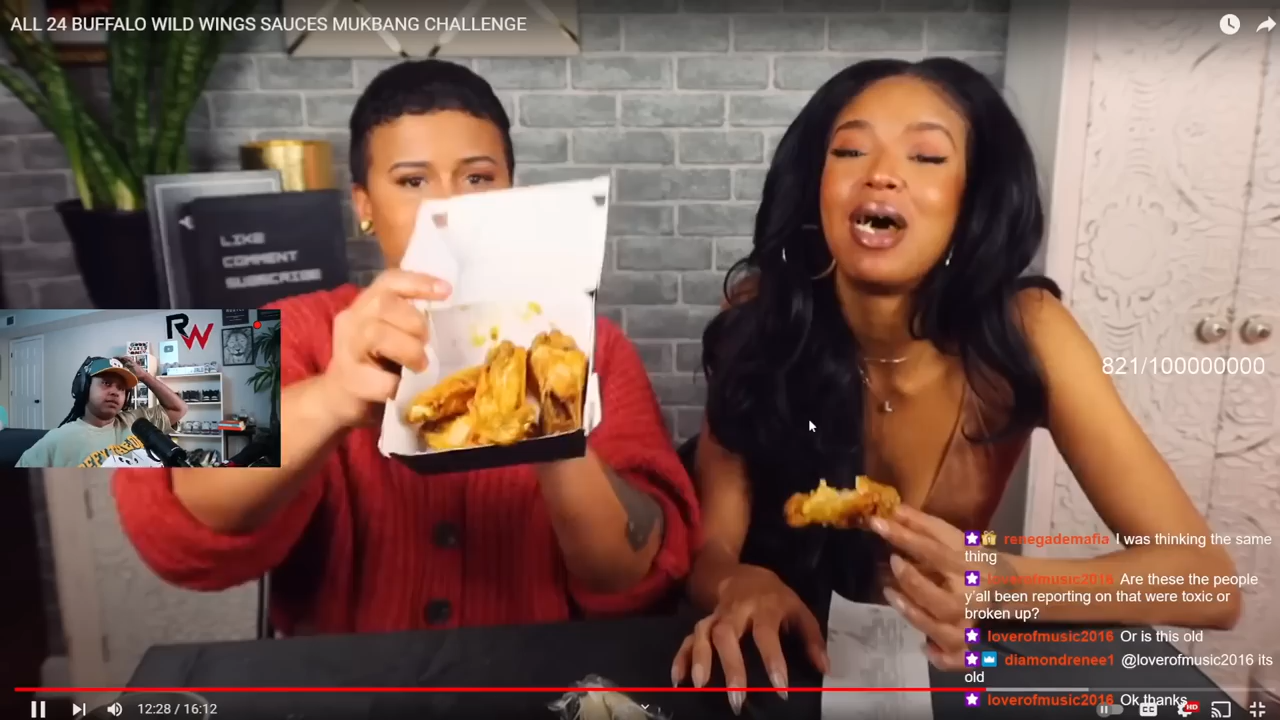 ALL 24 BUFFALO WILD WINGS SAUCES MUKBANG CHALLENGE
LIKE
COMMENT
SUBSCRIBE
RW
821/100000000
renegademafia I was thinking the same
thing
loverofmusic2016 Are these the people
y'all been reporting on that were toxic or
broken up?
loverofmusic2016 Or is this old
diamondrenee1 @loverofmusic2016 its
old
loverofmusic2016 Ok thanks
12:28 / 16:12
CC
HD